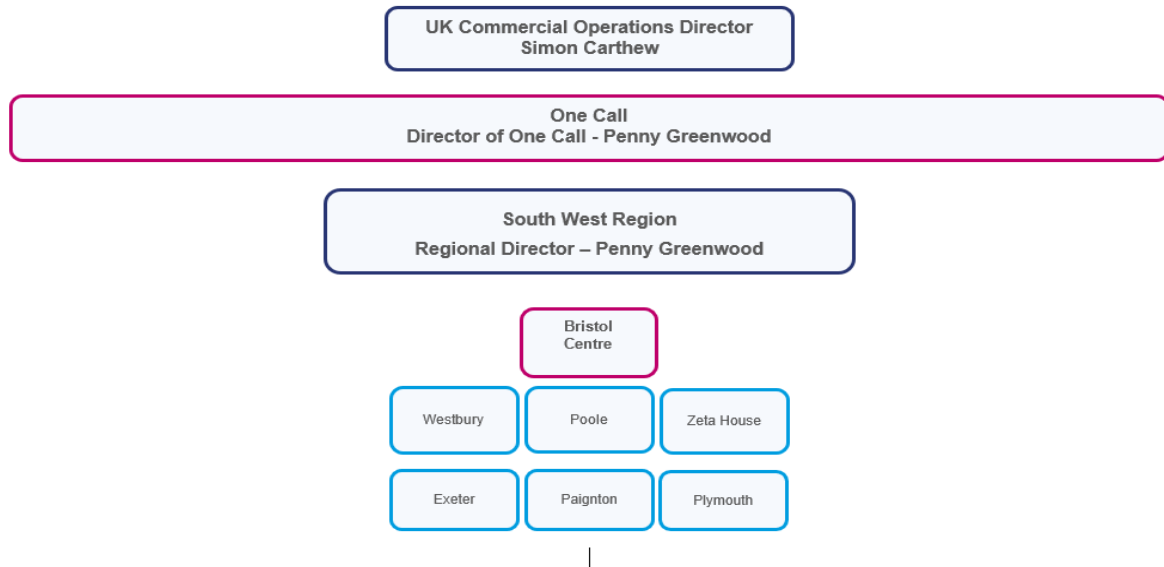 UK Commercial Operations Director
Simon Carthew
One Call
Director of One Call - Penny Greenwood
South West Region
Regional Director – Penny Greenwood
Bristol
Centre
Westbury
Poole
Zeta House
Exeter
Paignton
Plymouth